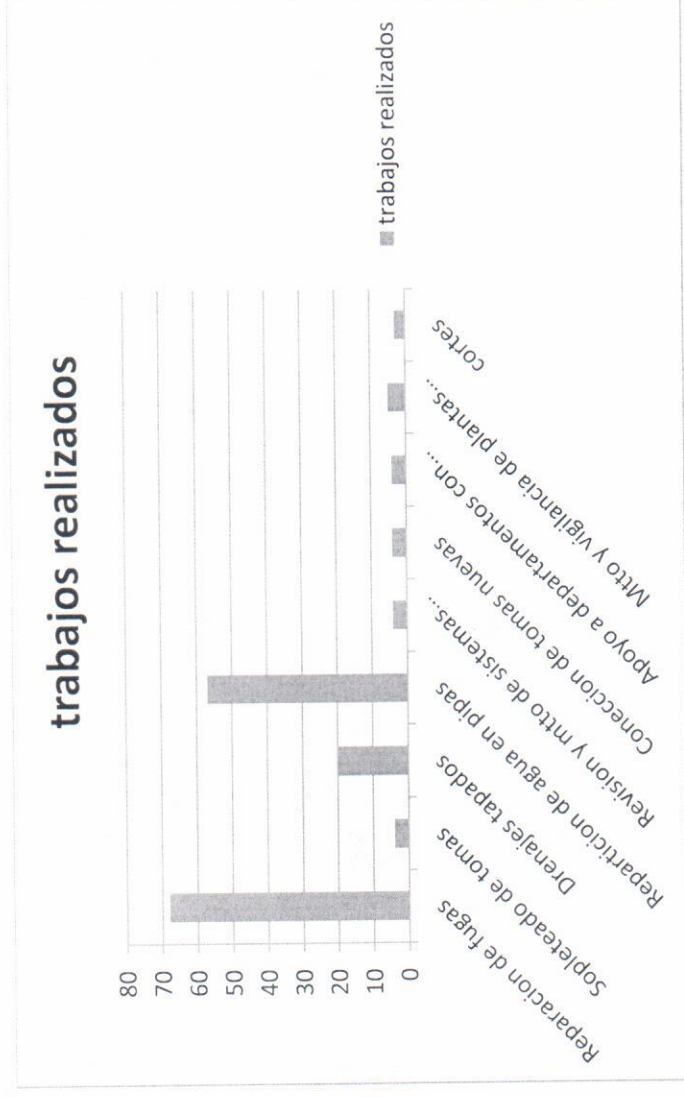 trabajos realizados
80
70
60
50
40
30
20
10
0
Reparacion de fugas
Sopleteado de tomas
Drenajes tapados
Reparticion de agua en pipas
Revision y mtto de sistemas...
Coneccion de tomas nuevas
Apoyo a departamentos con...
Mtto y vigilancia de plantas...
cortes
trabajos realizados